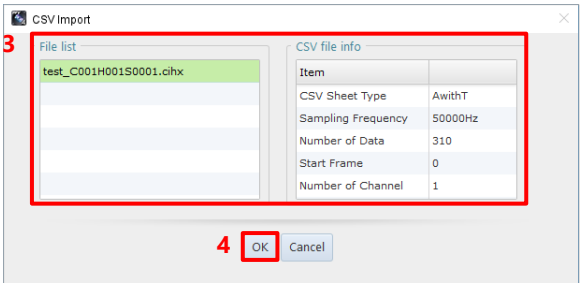 CSV Import
3
File list
CSV file info
test_C001H001S0001.cihx
Item
CSV Sheet Type AwithT
Sampling Frequency 50000Hz
Number of Data 310
Start Frame 0
Number of Channel 1
4
OK
Cancel